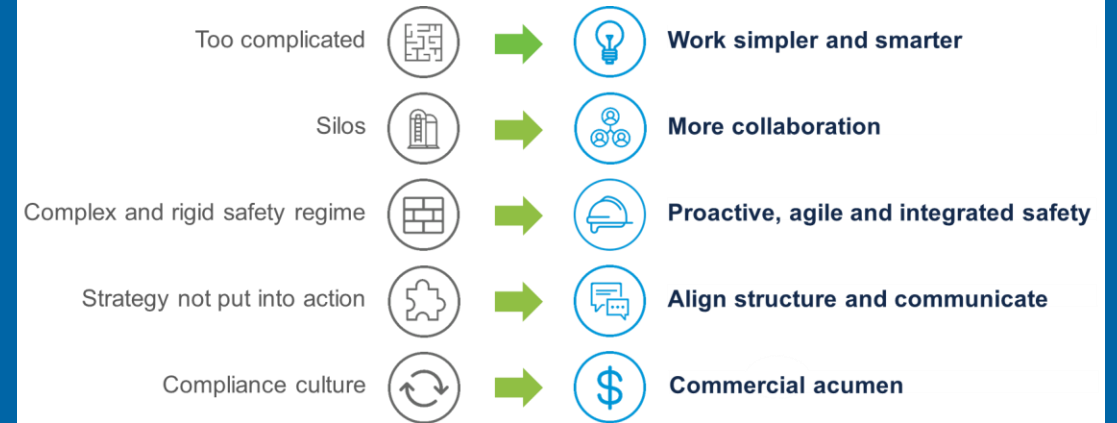 Too complicated
Work simpler and smarter
Silos
More collaboration
Complex and rigid safety regime
Proactive, agile and integrated safety
Strategy not put into action
Align structure and communicate
Compliance culture
$
Commercial acumen